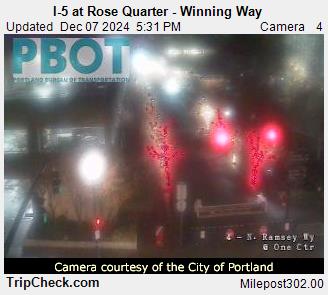 I-5 at Rose Quarter - Winning Way
Updated Dec 07 2024 5:31 PM Camera 4
PBOT
PORTLAND BUREAU OF TRANSPORTATION
4 - N. Ramsey Wy
@ One Ctr
Camera courtesy of the City of Portland
TripCheck.com Milepost302.00